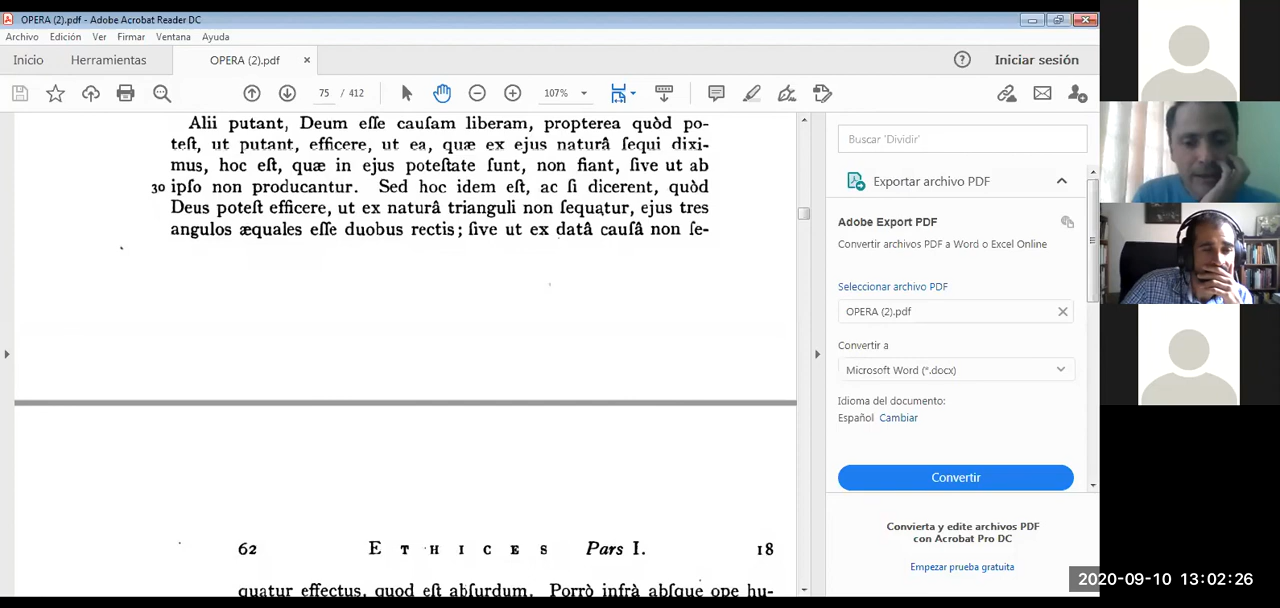 OPERA (2).pdf - Adobe Acrobat Reader DC
Archivo Edición Ver Firmar Ventana Ayuda
Inicio Herramientas OPERA (2).pdf × Iniciar sesión
75 / 412 107%
Alii putant, Deum eſſe cauſam liberam, propterea quòd po-
teſt, ut putant, efficere, ut ea, quæ ex ejus naturâ ſequi dixi-
mus, hoc eſt, quæ in ejus poteſtate ſunt, non fiant, ſive ut ab
30 ipſo non producantur. Sed hoc idem eſt, ac ſi dicerent, quòd
Deus poteſt efficere, ut ex naturâ trianguli non ſequatur, ejus tres
angulos æquales eſſe duobus rectis; ſive ut ex datâ cauſâ non ſe-
62 ETHICES Pars I. 18
quatur effectus, quod eſt abſurdum. Porrò infrà abſque ope hu-
Buscar 'Dividir'
Exportar archivo PDF
Adobe Export PDF
Convertir archivos PDF a Word o Excel Online
Seleccionar archivo PDF
OPERA (2).pdf
Convertir a
Microsoft Word (*.docx)
Idioma del documento:
Español Cambiar
Convertir
Convierta y edite archivos PDF
con Acrobat Pro DC
Empezar prueba gratuita
2020-09-10 13:02:26